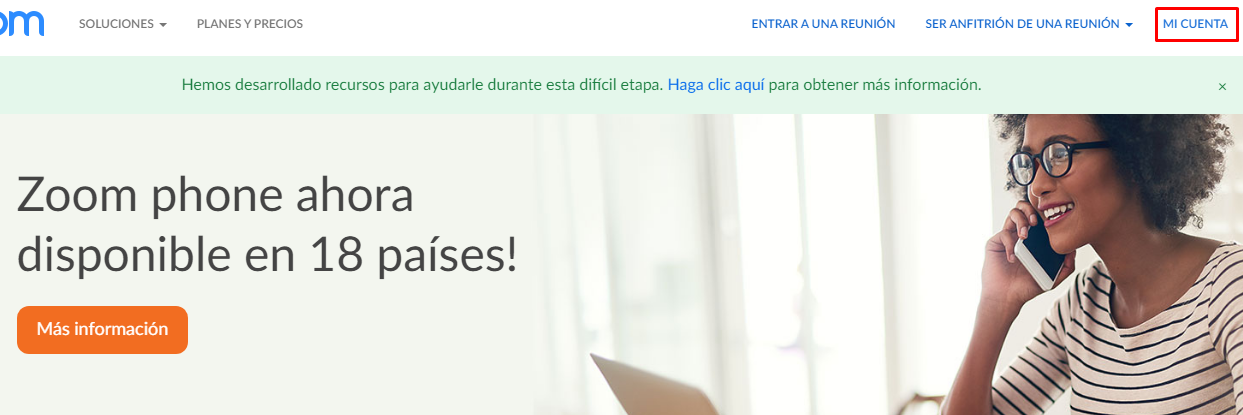 om
SOLUCIONES
PLANES Y PRECIOS
ENTRAR A UNA REUNIÓN
SER ANFITRIÓN DE UNA REUNIÓN
MI CUENTA
Hemos desarrollado recursos para ayudarle durante esta difícil etapa. Haga clic aquí para obtener más información.
×
Zoom phone ahora
disponible en 18 países!
Más información